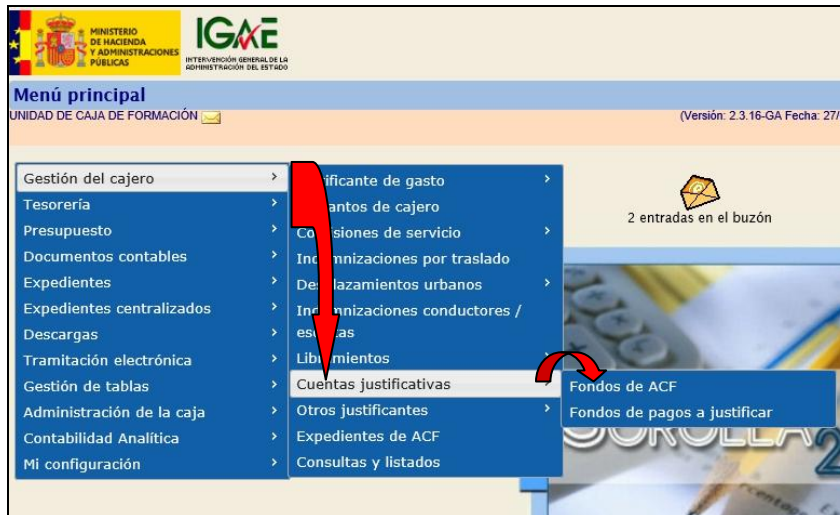 MINISTERIO
DE HACIENDA
Y ADMINISTRACIONES
PÚBLICAS
IGAE
INTERVENCIÓN GENERAL DE LA
ADMINISTRACIÓN DEL ESTADO
Menú principal
UNIDAD DE CAJA DE FORMACIÓN
(Versión: 2.3.16-GA Fecha: 27/
2 entradas en el buzón
Gestión del cajero
Tesorería
Presupuesto
Documentos contables
Expedientes
Expedientes centralizados
Descargas
Tramitación electrónica
Gestión de tablas
Administración de la caja
Contabilidad Analítica
Mi configuración
de gasto
de cajero
de servicio
Indemnizaciones por traslado
Desplazamientos urbanos
Indemnizaciones conductores /
Libramientos
Cuentas justificativas
Otros justificantes
Expedientes de ACF
Consultas y listados
Fondos de ACF
Fondos de pagos a justificar
SOROLLA2